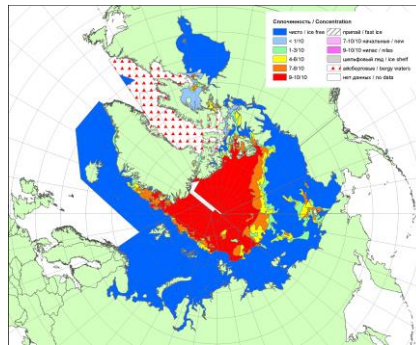 Сплоченность / Concentration
чисто / ice free
< 1/10
1-3/10
4-6/10
7-8/10
9-10/10
припай / fast ice
7-10/10 начальные / new
9-10/10 нилас / nilas
шельфовый лед / ice shelf
айсберговые / bergy waters
нет данных / no data